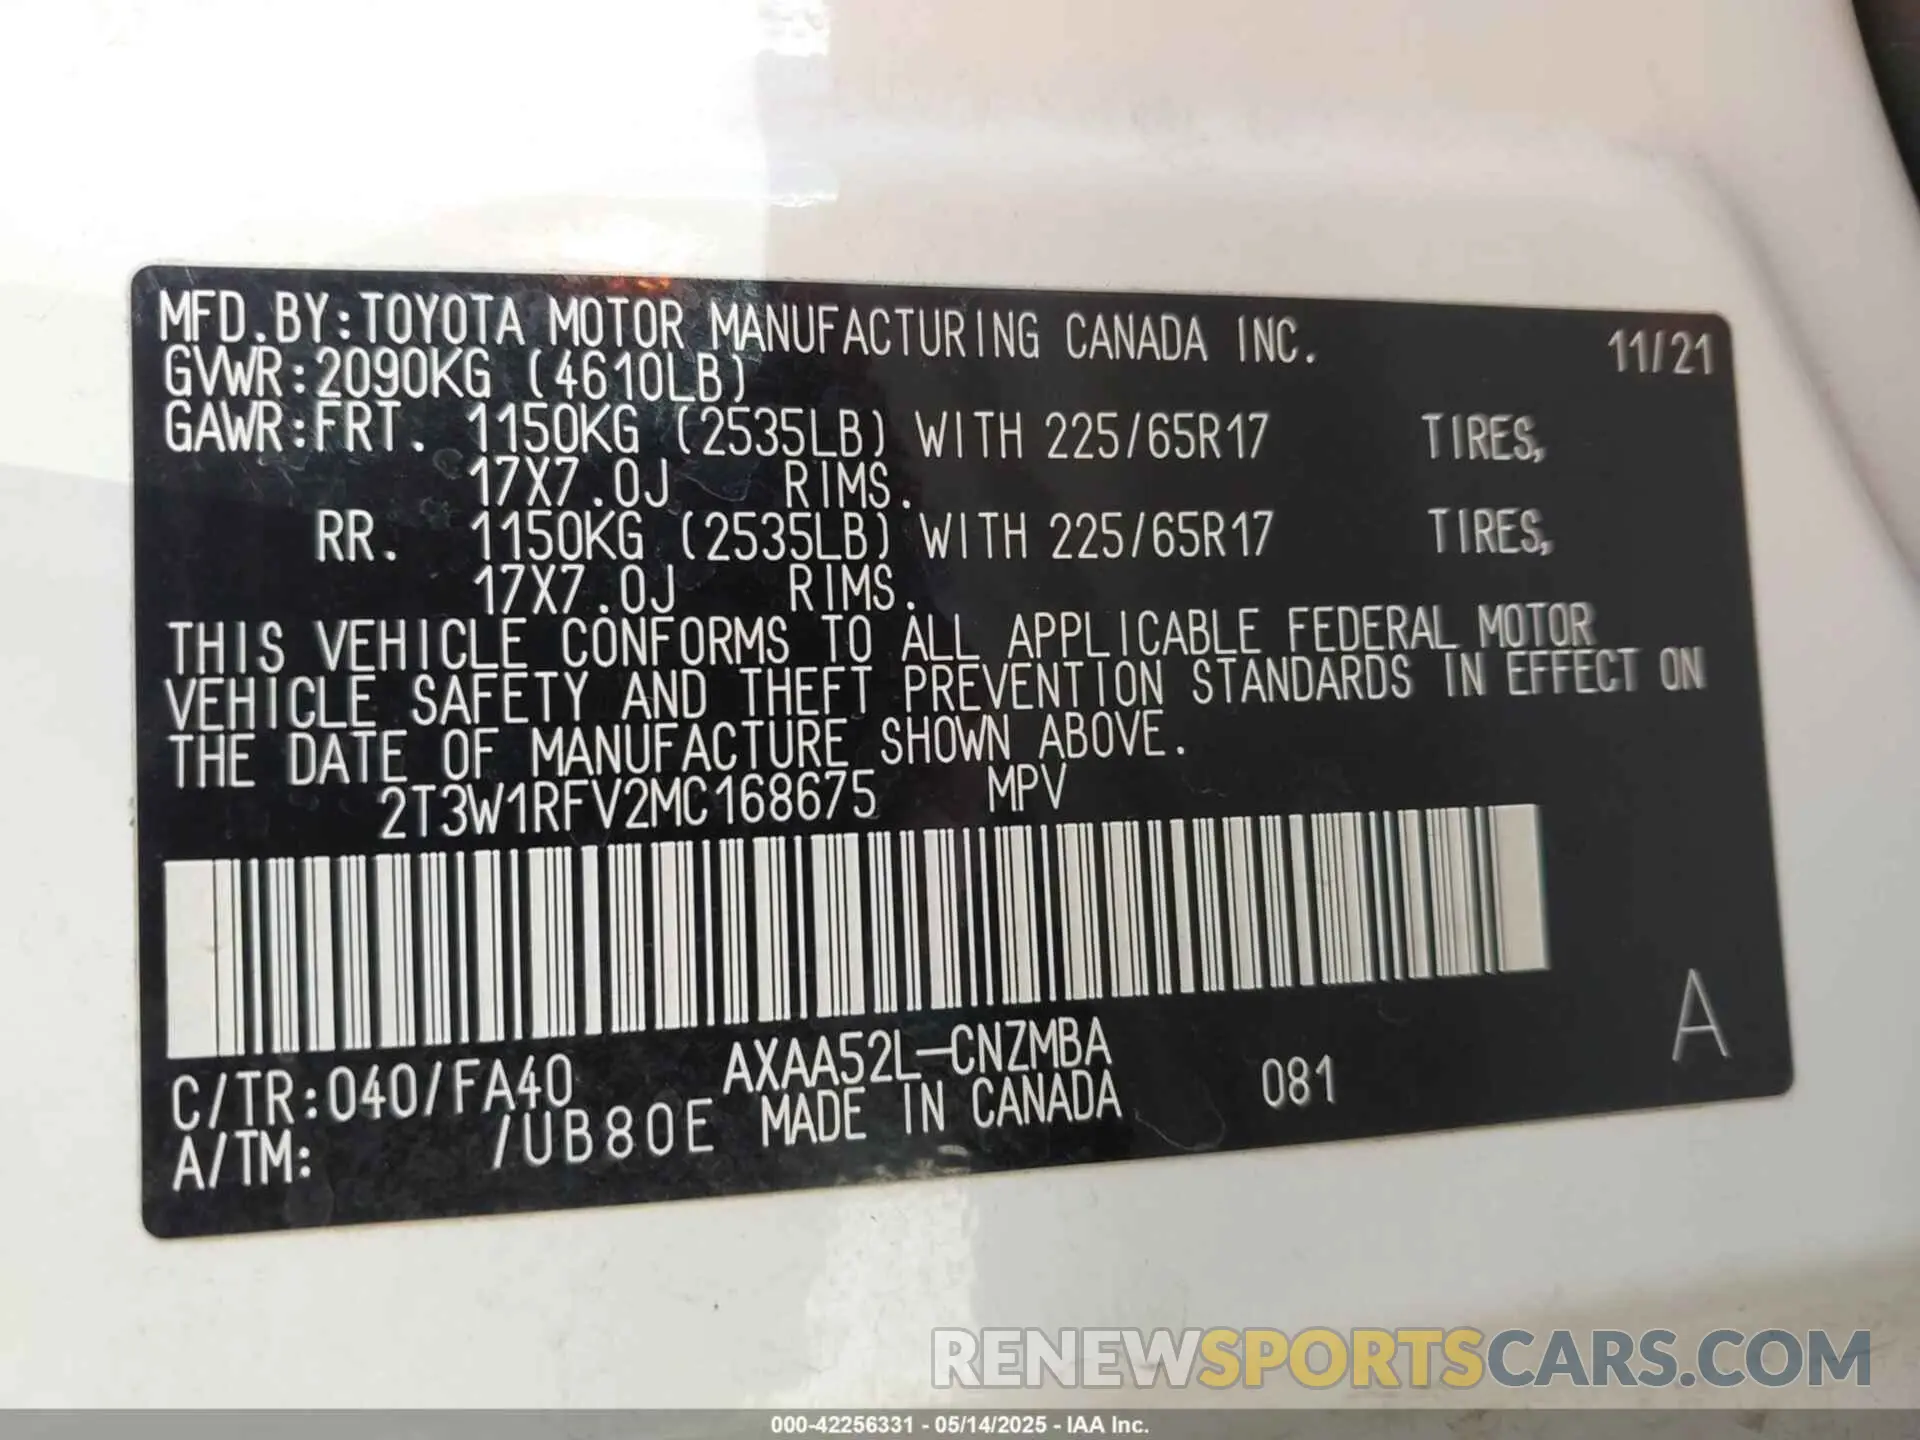 MFD.BY:TOYOTA MOTOR MANUFACTURING CANADA INC. 11/21
GVWR:2090KG (4610LB)
GAWR:FRT. 1150KG (2535LB) WITH 225/65R17 TIRES,
17X7.0J RIMS.
RR. 1150KG (2535LB) WITH 225/65R17 TIRES,
17X7.0J RIMS.
THIS VEHICLE CONFORMS TO ALL APPLICABLE FEDERAL MOTOR
VEHICLE SAFETY AND THEFT PREVENTION STANDARDS IN EFFECT ON
THE DATE OF MANUFACTURE SHOWN ABOVE.
2T3W1RFV2MC168675 MPV
A
C/TR:040/FA40 AXAA52L-CNZMBA 081
A/TM: /UB80E MADE IN CANADA
RENEWSPORTSCARS.COM
000-42256331 - 05/14/2025 - IAA Inc.